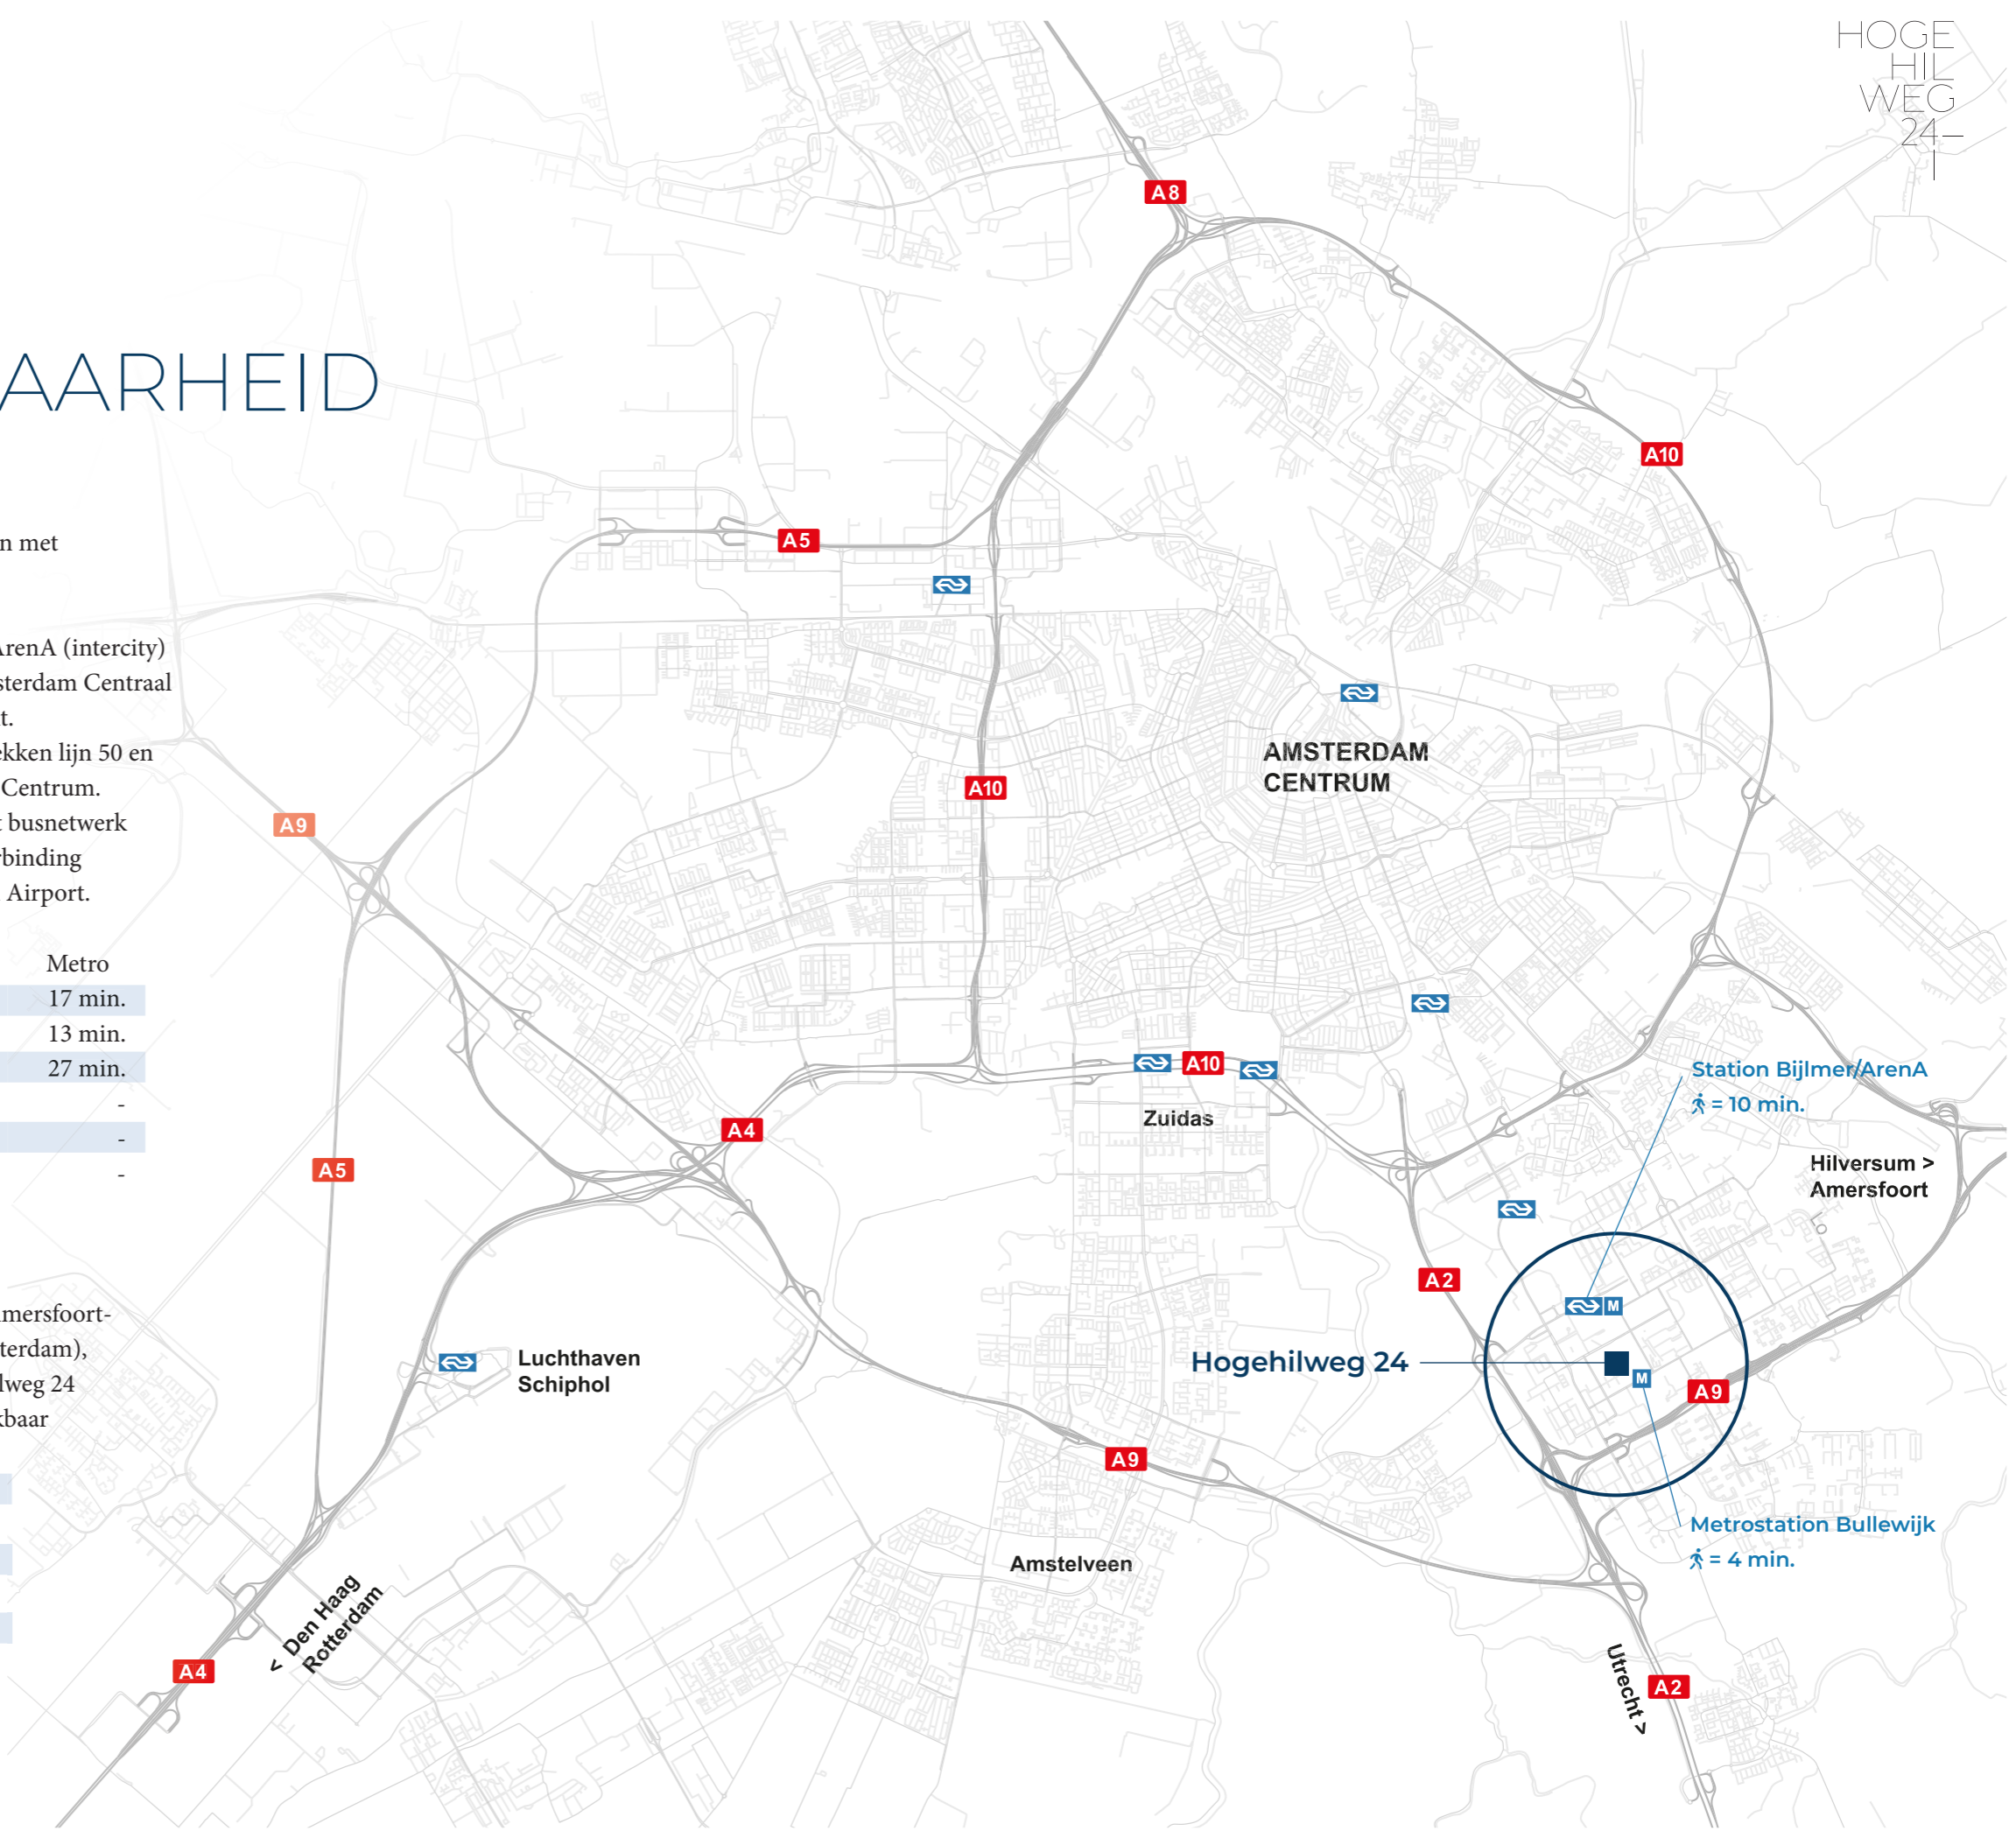 HOGE
HIL
WEG
24
AARHEID
n met
ArenA (intercity)
sterdam Centraal
t.
ekken lijn 50 en
Centrum.
t busnetwerk
rbinding
Airport.
Metro
17 min.
13 min.
27 min.
-
-
-
mersfoort-
terdam),
lweg 24
kbaar
A8
A10
A5
A10
AMSTERDAM
CENTRUM
A9
A10
Zuidas
A4
A5
Station Bijlmer/ArenA
= 10 min.
Hilversum >
Amersfoort
A2
M
Hogehilweg 24
M
A9
Luchthaven
Schiphol
A9
Metrostation Bullewijk
= 4 min.
Amstelveen
< Den Haag
Rotterdam
A4
Utrecht >
A2